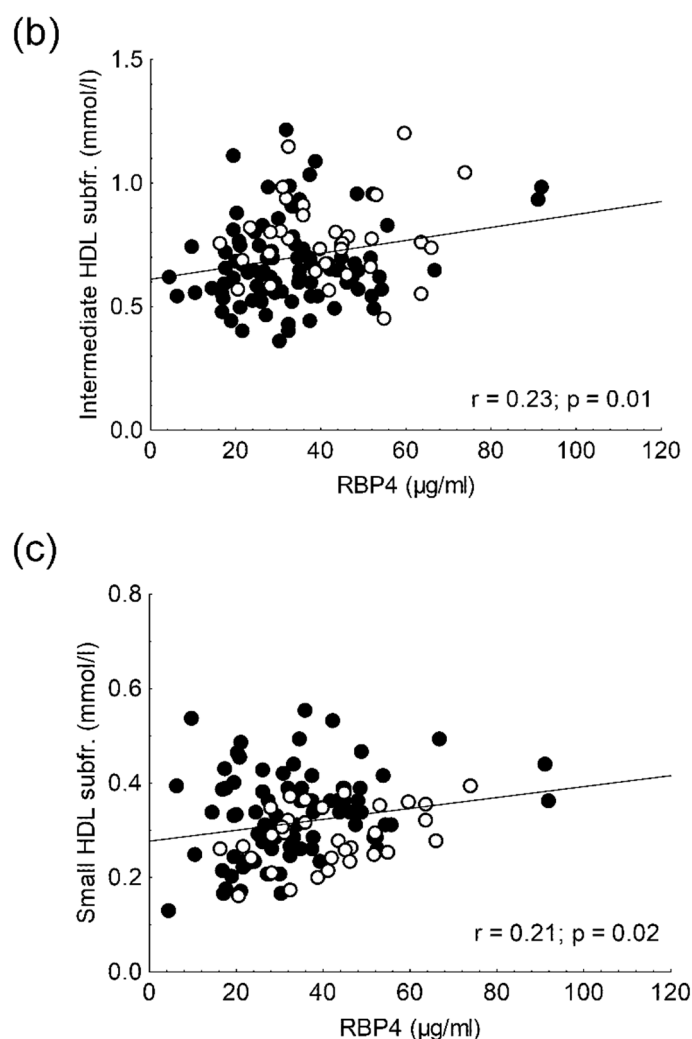 (b)
Intermediate HDL subfr. (mmol/l)
1.5
1.0
0.5
0.0
r = 0.23; p = 0.01
0 20 40 60 80 100 120
RBP4 (µg/ml)
(c)
Small HDL subfr. (mmol/l)
0.8
0.6
0.4
0.2
0.0
r = 0.21; p = 0.02
0 20 40 60 80 100 120
RBP4 (µg/ml)